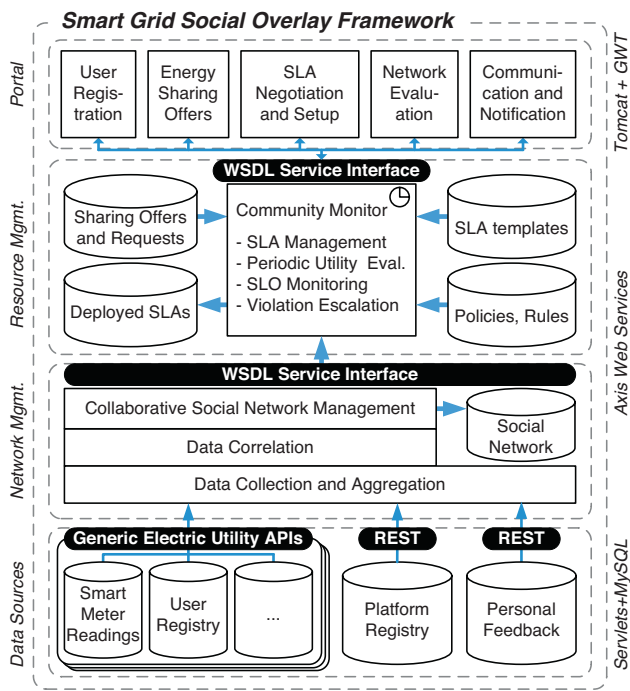 Smart Grid Social Overlay Framework
Portal
Tomcat + GWT
User
Regis-
tration
Energy
Sharing
Offers
SLA
Negotiation
and Setup
Network
Evalu-
ation
Communi-
cation and
Notification
Resource Mgmt.
Axis Web Services
WSDL Service Interface
Sharing Offers
and Requests
Deployed SLAs
Community Monitor
- SLA Management
- Periodic Utility Eval.
- SLO Monitoring
- Violation Escalation
SLA templates
Policies, Rules
Network Mgmt.
WSDL Service Interface
Collaborative Social Network Management
Social
Network
Data Correlation
Data Collection and Aggregation
Data Sources
Servlets+MySQL
Generic Electric Utility APIs
REST
REST
Smart
Meter
Readings
User
Registry
...
Platform
Registry
Personal
Feedback